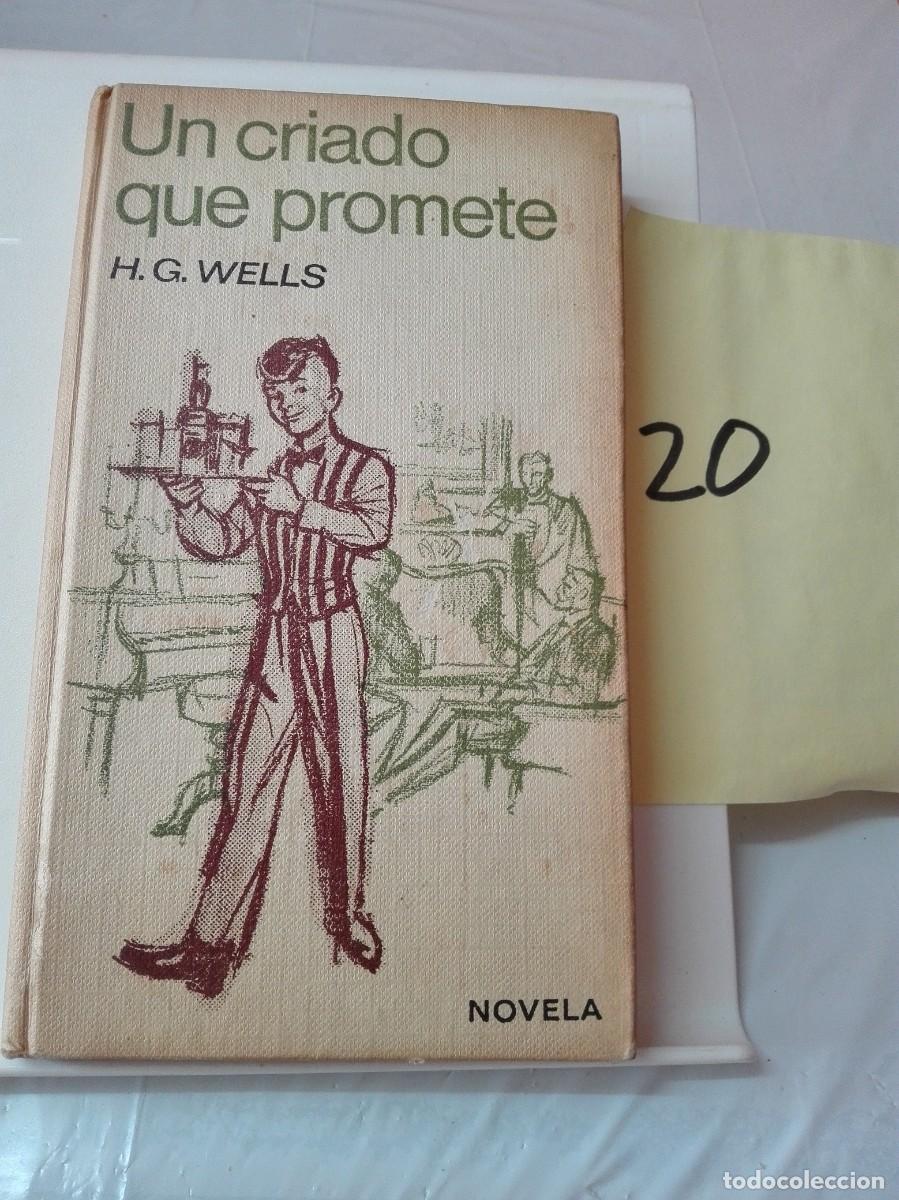 Un criado
que promete
H. G. WELLS
20
NOVELA
todocoleccion